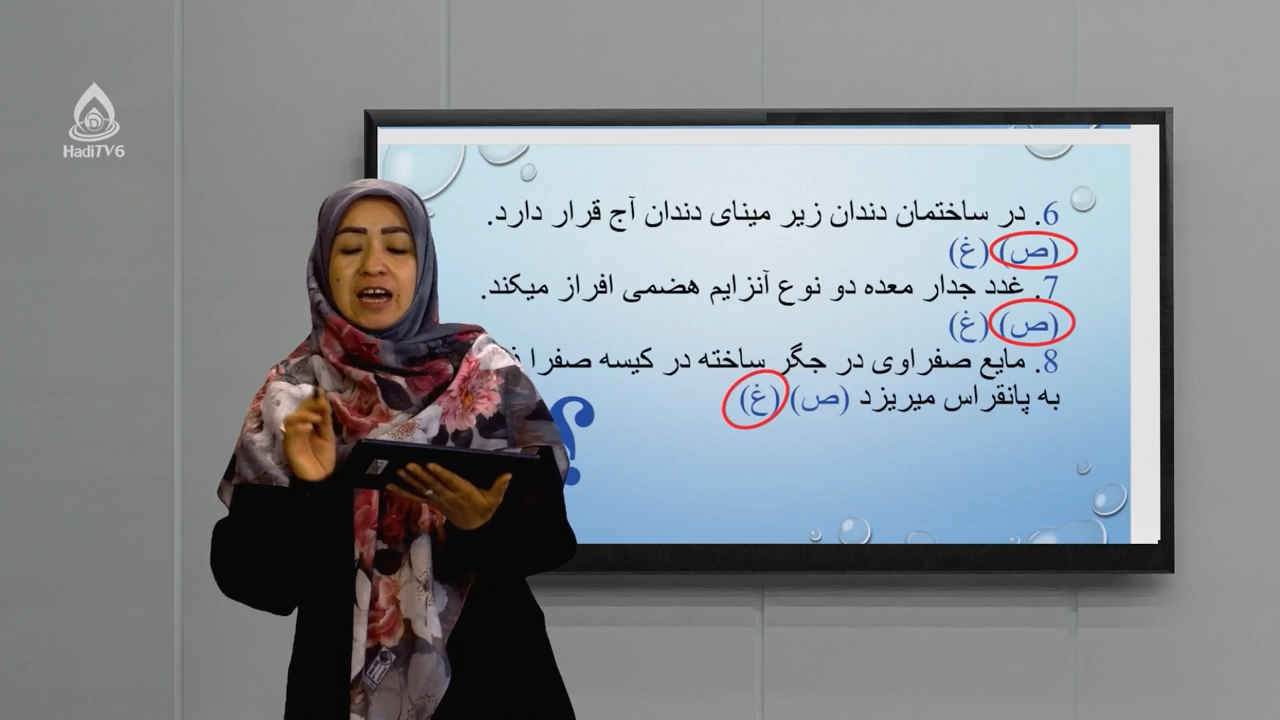 HadiTV6
6. در ساختمان دندان زیر مینای دندان آج قرار دارد.
(ص) (غ)
7. غدد جدار معده دو نوع آنزایم هضمی افراز میکند.
(ص) (غ)
8. مایع صفراوی در جگر ساخته در کیسه صفرا
به پانقراس میریزد (ص) (غ)
؟